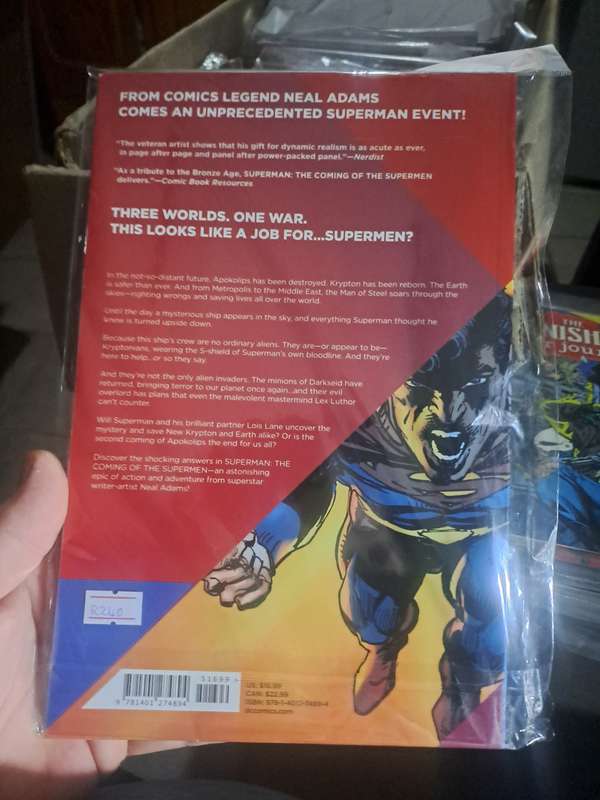 FROM COMICS LEGEND NEAL ADAMS
COMES AN UNPRECEDENTED SUPERMAN EVENT!
"The veteran artist shows that his gift for dynamic realism is as acute as ever,
in page after page and panel after power-packed panel."—Nerdist
"As a tribute to the Bronze Age, SUPERMAN: THE COMING OF THE SUPERMEN
delivers."—Comic Book Resources
THREE WORLDS. ONE WAR.
THIS LOOKS LIKE A JOB FOR...SUPERMEN?
In the not-so-distant future, Apokolips has been destroyed. Krypton has been reborn. The Earth
is safer than ever. And from Metropolis to the Middle East, the Man of Steel soars through the
skies—righting wrongs and saving lives all over the world.
Until the day a mysterious ship appears in the sky, and everything Superman thought he
knew is turned upside down.
Because this ship's crew are no ordinary aliens. They are—or appear to be—
Kryptonians, wearing the S-shield of Superman's own bloodline. And they're
here to help...or so they say.
And they're not the only alien invaders. The minions of Darkseid have
returned, bringing terror to our planet once again...and their evil
overlord has plans that even the malevolent mastermind Lex Luthor
can't counter.
Will Superman and his brilliant partner Lois Lane uncover the
mystery and save New Krypton and Earth alike? Or is the
second coming of Apokolips the end for us all?
Discover the shocking answers in SUPERMAN: THE
COMING OF THE SUPERMEN—an astonishing
epic of action and adventure from superstar
writer-artist Neal Adams!
R240
51699 >
9 781401 274894
US: $16.99
CAN: $22.99
ISBN: 978-1-4012-7489-4
dccomics.com
THE